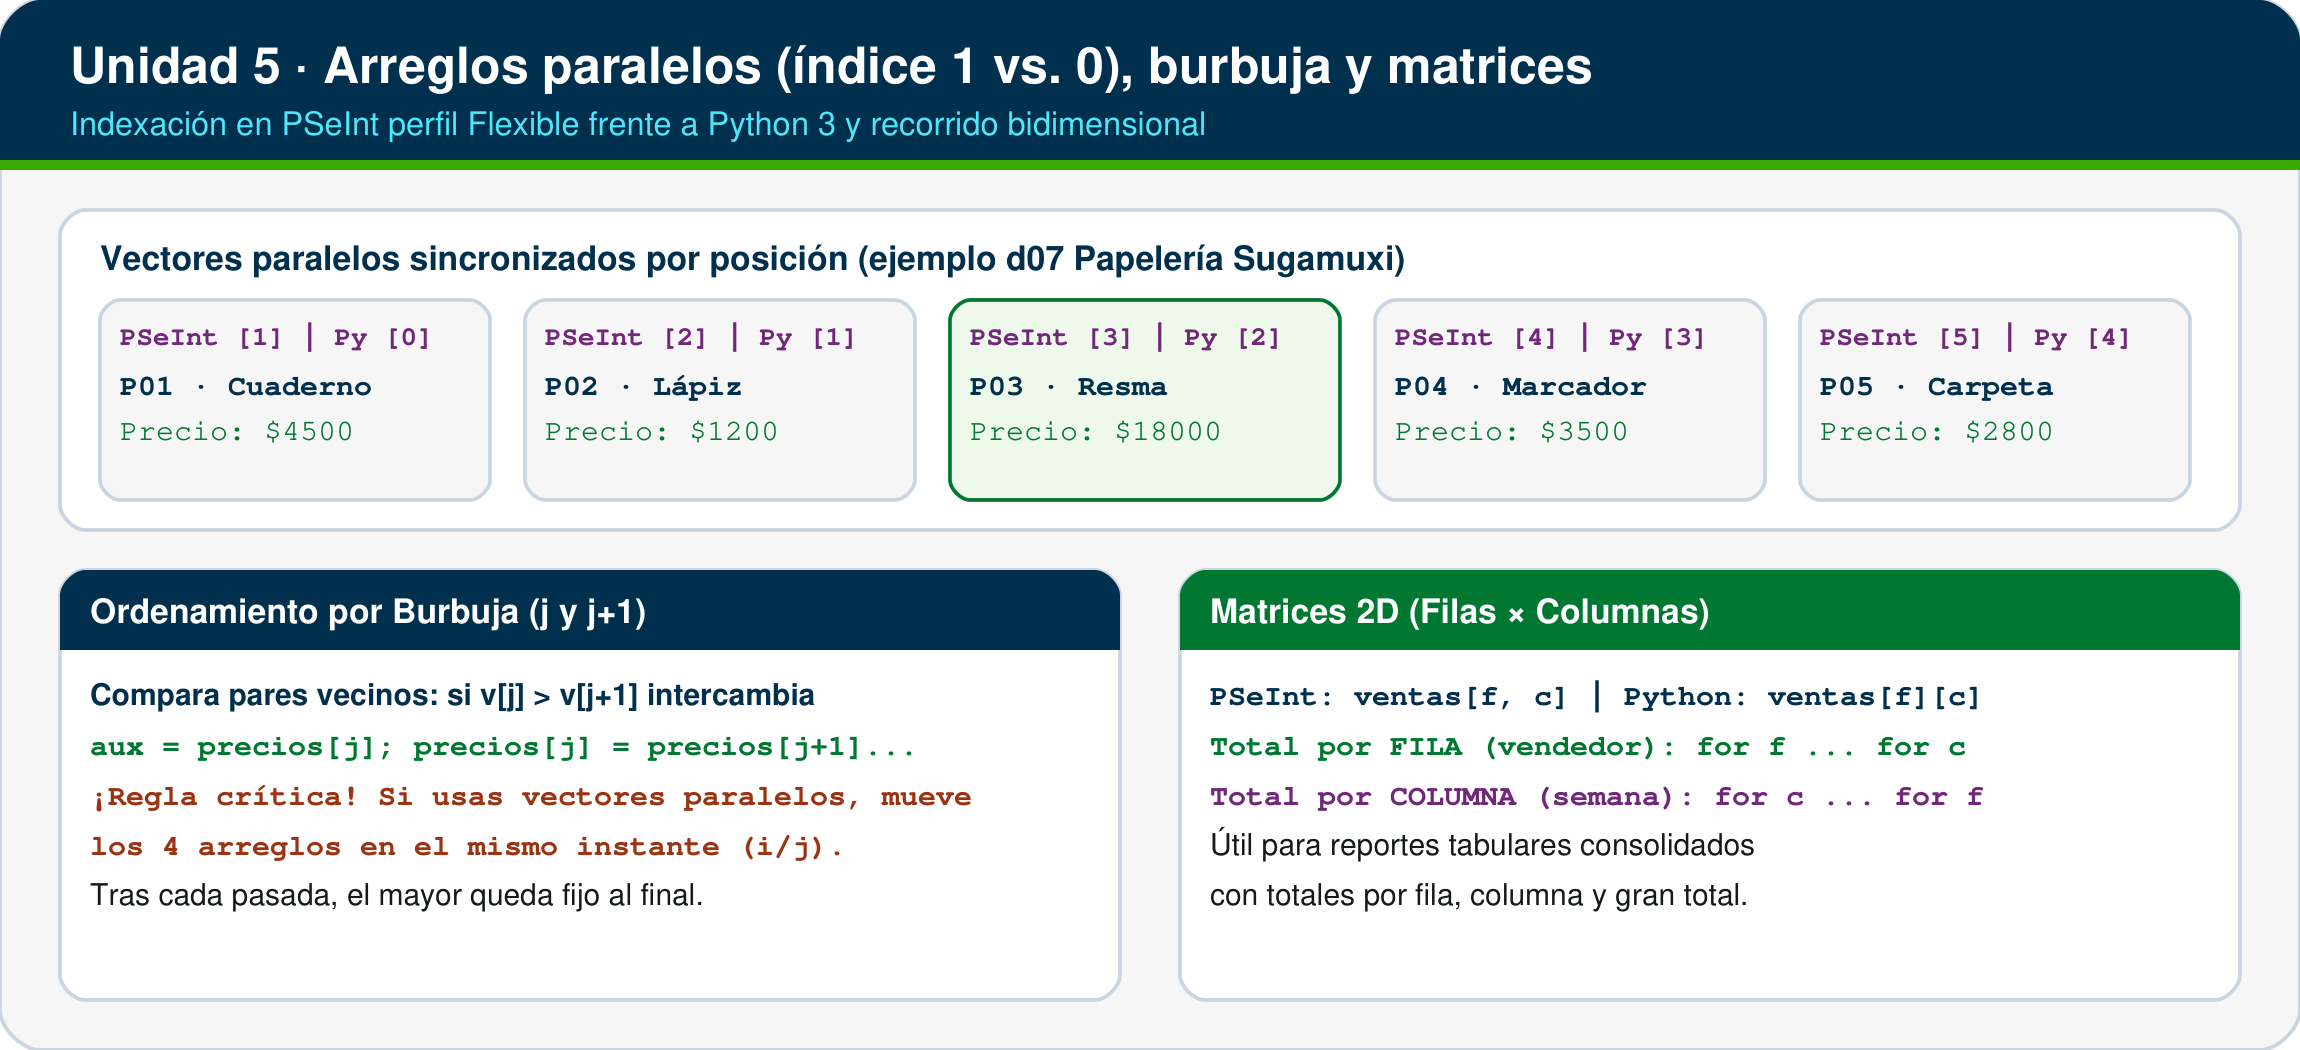 Unidad 5 · Arreglos paralelos (índice 1 vs. 0), burbuja y matrices
Indexación en PSeInt perfil Flexible frente a Python 3 y recorrido bidimensional
Vectores paralelos sincronizados por posición (ejemplo d07 Papelería Sugamuxi)
PSeInt [1] | Py [0]
P01 · Cuaderno
Precio: $4500
PSeInt [2] | Py [1]
P02 · Lápiz
Precio: $1200
PSeInt [3] | Py [2]
P03 · Resma
Precio: $18000
PSeInt [4] | Py [3]
P04 · Marcador
Precio: $3500
PSeInt [5] | Py [4]
P05 · Carpeta
Precio: $2800
Ordenamiento por Burbuja (j y j+1)
Compara pares vecinos: si v[j] > v[j+1] intercambia
aux = precios[j]; precios[j] = precios[j+1]...
¡Regla crítica! Si usas vectores paralelos, mueve
los 4 arreglos en el mismo instante (i/j).
Tras cada pasada, el mayor queda fijo al final.
Matrices 2D (Filas × Columnas)
PSeInt: ventas[f, c] | Python: ventas[f][c]
Total por FILA (vendedor): for f ... for c
Total por COLUMNA (semana): for c ... for f
Útil para reportes tabulares consolidados
con totales por fila, columna y gran total.